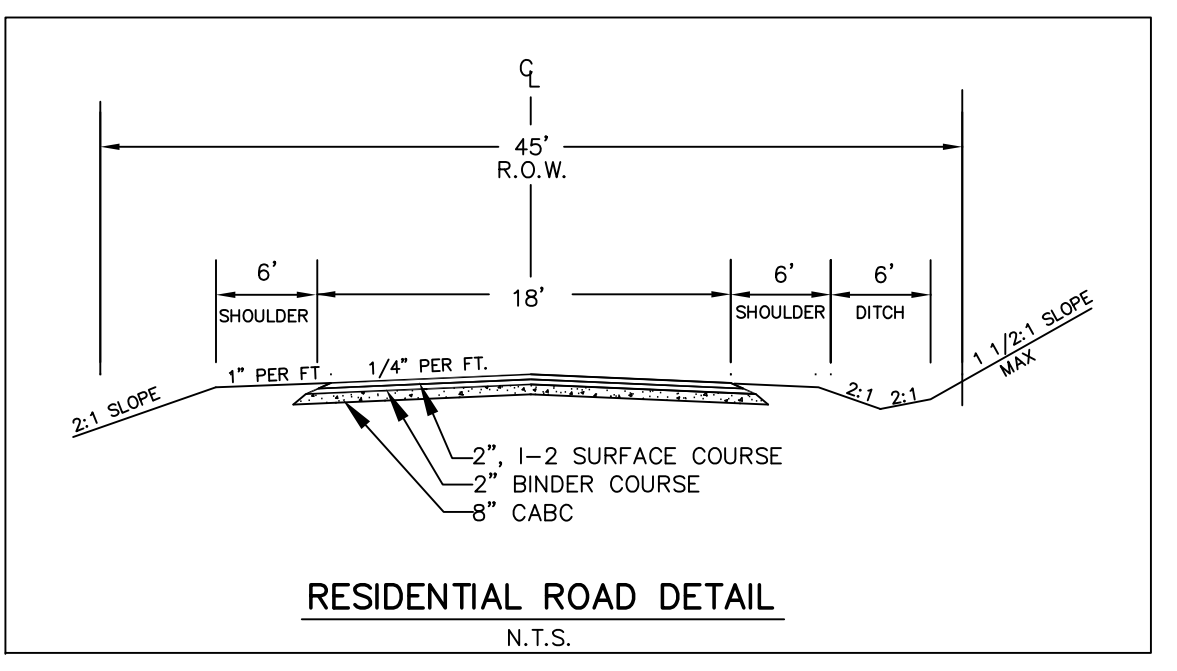 ℄
45'
R.O.W.
6'
18'
6'
6'
SHOULDER
SHOULDER
DITCH
1" PER FT
1/4" PER FT.
2:1 SLOPE
2:1
2:1
1 1/2:1 SLOPE
MAX
2", I-2 SURFACE COURSE
2" BINDER COURSE
8" CABC
RESIDENTIAL ROAD DETAIL
N.T.S.